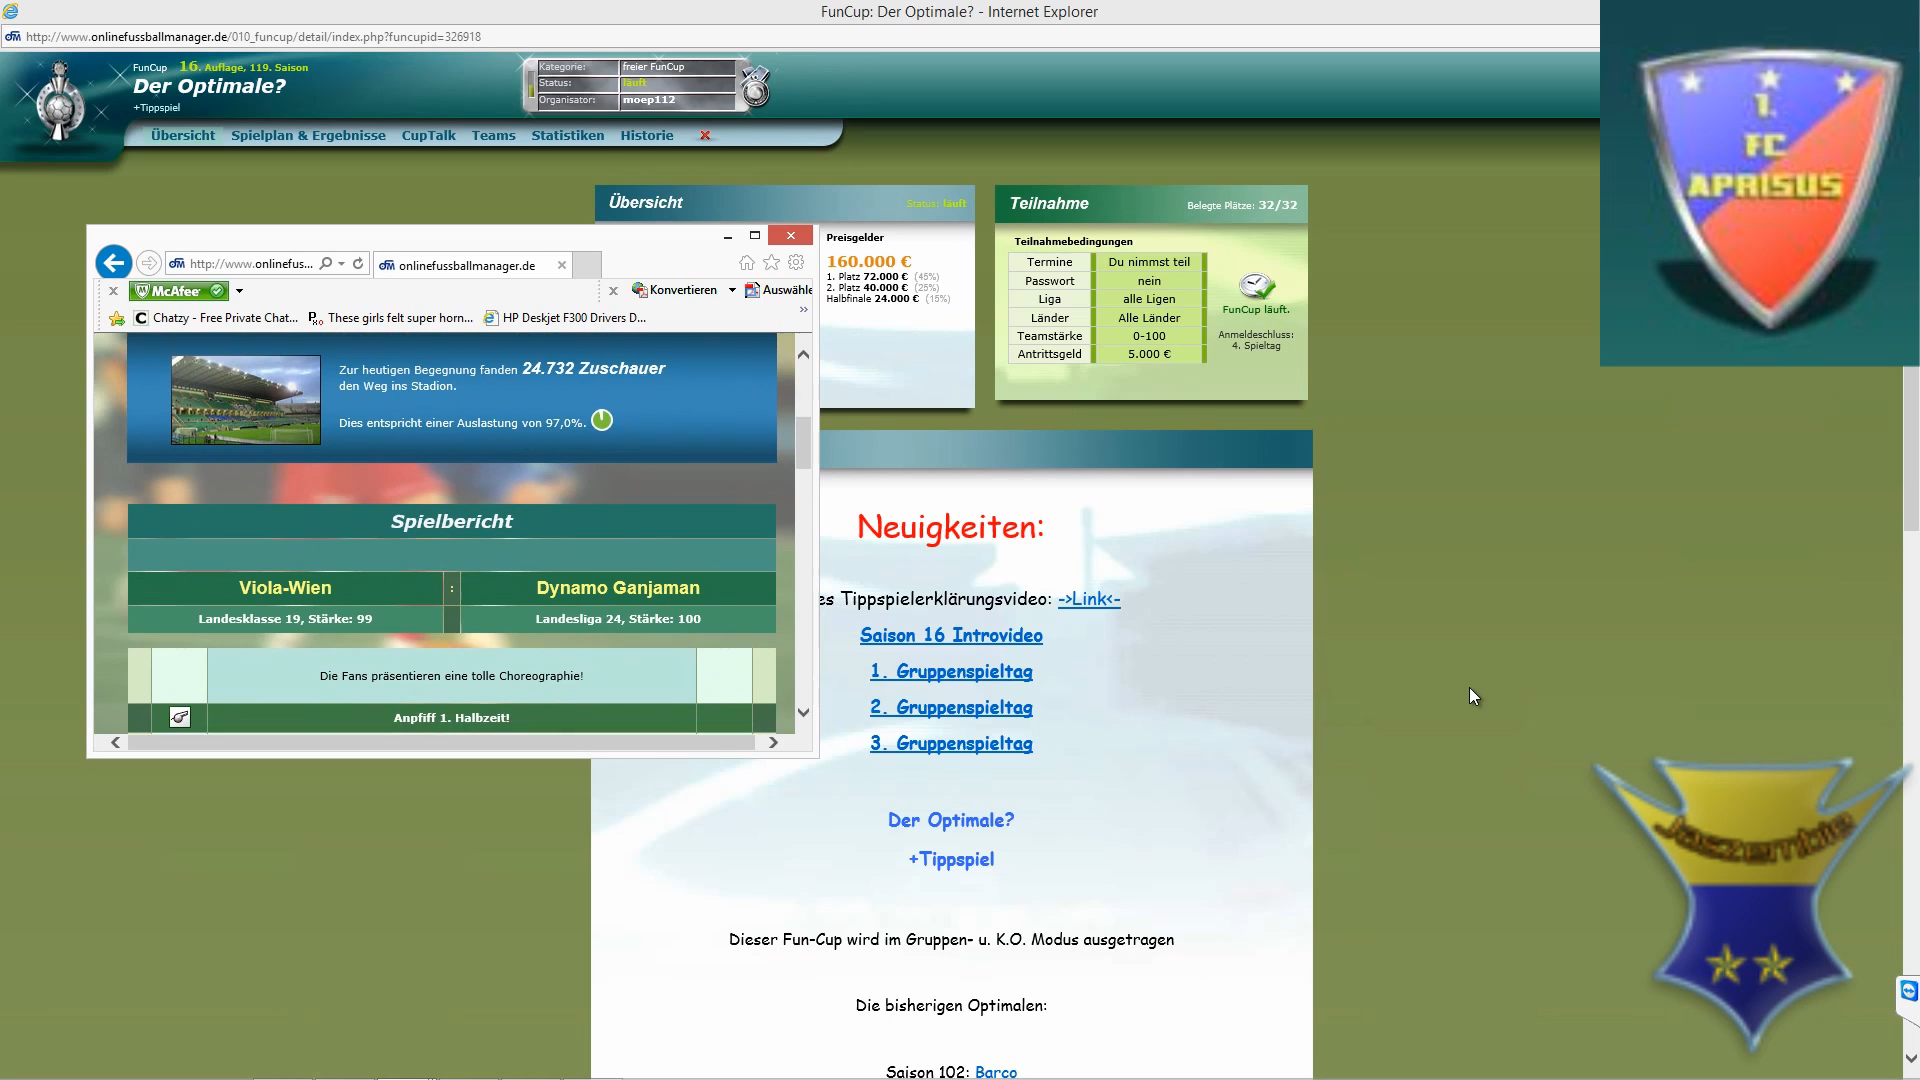 FunCup: Der Optimale? - Internet Explorer
http://www.onlinefussballmanager.de/010_funcup/detail/index.php?funcupid=326918
FunCup 16. Auflage, 119. Saison
Der Optimale?
+Tippspiel
Kategorie: freier FunCup
Status: läuft
Organisator: moep112
Übersicht Spielplan & Ergebnisse CupTalk Teams Statistiken Historie
Übersicht Status: läuft
Preisgelder
160.000 €
1. Platz 72.000 € (45%)
2. Platz 40.000 € (25%)
Halbfinale 24.000 € (15%)
Teilnahme Belegte Plätze: 32/32
Teilnahmebedingungen
Termine Du nimmst teil
Passwort nein
Liga alle Ligen
Länder Alle Länder
Teamstärke 0-100
Antrittsgeld 5.000 €
FunCup läuft.
Anmeldeschluss:
4. Spieltag
1.
FC
APRISUS
http://www.onlinefus...
onlinefussballmanager.de
McAfee
Konvertieren Auswähle
Chatzy - Free Private Chat... These girls felt super horn... HP Deskjet F300 Drivers D...
Zur heutigen Begegnung fanden 24.732 Zuschauer
den Weg ins Stadion.
Dies entspricht einer Auslastung von 97,0%.
Spielbericht
Viola-Wien : Dynamo Ganjaman
Landesklasse 19, Stärke: 99 Landesliga 24, Stärke: 100
Die Fans präsentieren eine tolle Choreographie!
Anpfiff 1. Halbzeit!
Neuigkeiten:
es Tippspielerklärungsvideo: ->Link<-
Saison 16 Introvideo
1. Gruppenspieltag
2. Gruppenspieltag
3. Gruppenspieltag
Der Optimale?
+Tippspiel
Dieser Fun-Cup wird im Gruppen- u. K.O. Modus ausgetragen
Die bisherigen Optimalen:
Saison 102: Barco